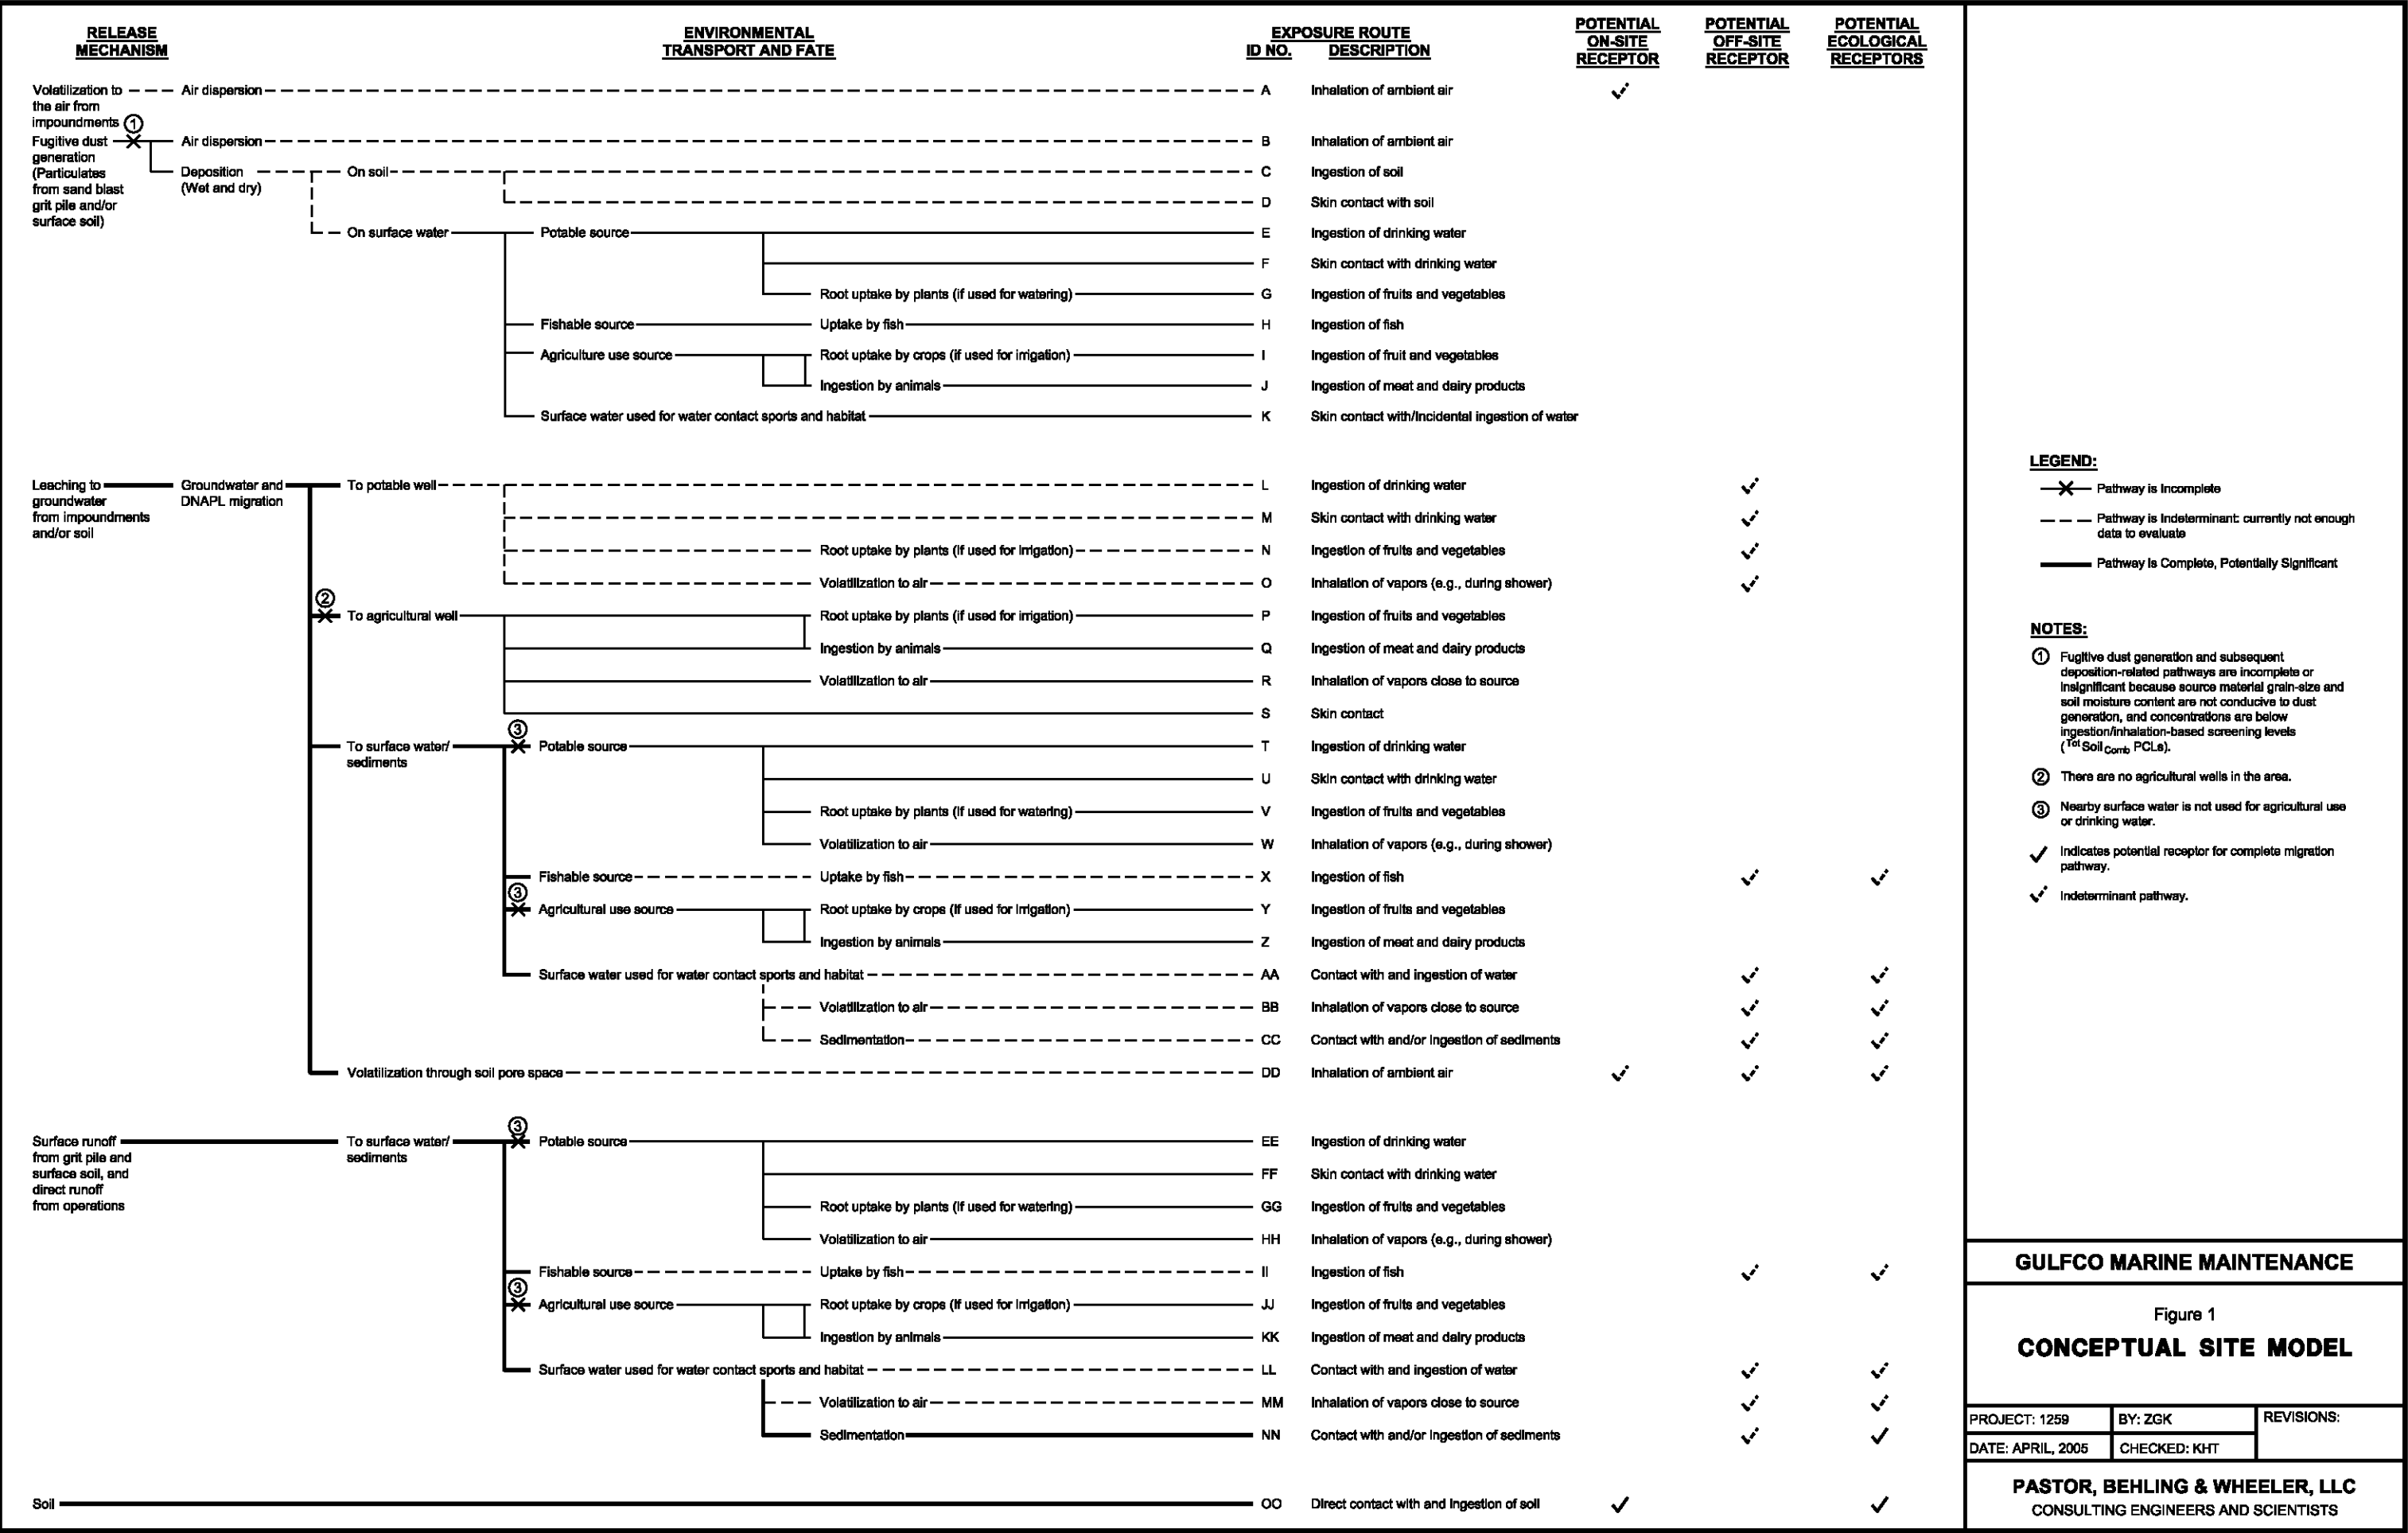 RELEASE
MECHANISM
ENVIRONMENTAL
TRANSPORT AND FATE
EXPOSURE ROUTE
ID NO. DESCRIPTION
POTENTIAL
ON-SITE
RECEPTOR
POTENTIAL
OFF-SITE
RECEPTOR
POTENTIAL
ECOLOGICAL
RECEPTORS
Volatilization to
the air from
impoundments
Air dispersion
A Inhalation of ambient air
1
Fugitive dust
generation
(Particulates
from sand blast
grit pile and/or
surface soil)
Air dispersion
B Inhalation of ambient air
Deposition
(Wet and dry)
On soil
C Ingestion of soil
D Skin contact with soil
On surface water
Potable source
E Ingestion of drinking water
F Skin contact with drinking water
Root uptake by plants (if used for watering)
G Ingestion of fruits and vegetables
Fishable source
Uptake by fish
H Ingestion of fish
Agriculture use source
Root uptake by crops (if used for irrigation)
I Ingestion of fruit and vegetables
Ingestion by animals
J Ingestion of meat and dairy products
Surface water used for water contact sports and habitat
K Skin contact with/Incidental ingestion of water
Leaching to
groundwater
from impoundments
and/or soil
Groundwater and
DNAPL migration
To potable well
L Ingestion of drinking water
M Skin contact with drinking water
Root uptake by plants (if used for irrigation)
N Ingestion of fruits and vegetables
Volatilization to air
O Inhalation of vapors (e.g., during shower)
2
To agricultural well
Root uptake by plants (if used for irrigation)
P Ingestion of fruits and vegetables
Ingestion by animals
Q Ingestion of meat and dairy products
Volatilization to air
R Inhalation of vapors close to source
S Skin contact
To surface water/
sediments
3
Potable source
T Ingestion of drinking water
U Skin contact with drinking water
Root uptake by plants (if used for watering)
V Ingestion of fruits and vegetables
Volatilization to air
W Inhalation of vapors (e.g., during shower)
Fishable source
Uptake by fish
X Ingestion of fish
3
Agricultural use source
Root uptake by crops (if used for irrigation)
Y Ingestion of fruits and vegetables
Ingestion by animals
Z Ingestion of meat and dairy products
Surface water used for water contact sports and habitat
AA Contact with and ingestion of water
Volatilization to air
BB Inhalation of vapors close to source
Sedimentation
CC Contact with and/or ingestion of sediments
Volatilization through soil pore space
DD Inhalation of ambient air
Surface runoff
from grit pile and
surface soil, and
direct runoff
from operations
To surface water/
sediments
3
Potable source
EE Ingestion of drinking water
FF Skin contact with drinking water
Root uptake by plants (if used for watering)
GG Ingestion of fruits and vegetables
Volatilization to air
HH Inhalation of vapors (e.g., during shower)
Fishable source
Uptake by fish
II Ingestion of fish
3
Agricultural use source
Root uptake by crops (if used for irrigation)
JJ Ingestion of fruits and vegetables
Ingestion by animals
KK Ingestion of meat and dairy products
Surface water used for water contact sports and habitat
LL Contact with and ingestion of water
Volatilization to air
MM Inhalation of vapors close to source
Sedimentation
NN Contact with and/or ingestion of sediments
Soil
OO Direct contact with and ingestion of soil
LEGEND:
Pathway is Incomplete
Pathway is Indeterminant: currently not enough
data to evaluate
Pathway is Complete, Potentially Significant
NOTES:
1 Fugitive dust generation and subsequent
deposition-related pathways are incomplete or
insignificant because source material grain-size and
soil moisture content are not conducive to dust
generation, and concentrations are below
ingestion/inhalation-based screening levels
(Tot Soil Comb PCLs).
2 There are no agricultural wells in the area.
3 Nearby surface water is not used for agricultural use
or drinking water.
Indicates potential receptor for complete migration
pathway.
Indeterminant pathway.
GULFCO MARINE MAINTENANCE
Figure 1
CONCEPTUAL SITE MODEL
PROJECT: 1259
BY: ZGK
REVISIONS:
DATE: APRIL, 2005
CHECKED: KHT
PASTOR, BEHLING & WHEELER, LLC
CONSULTING ENGINEERS AND SCIENTISTS